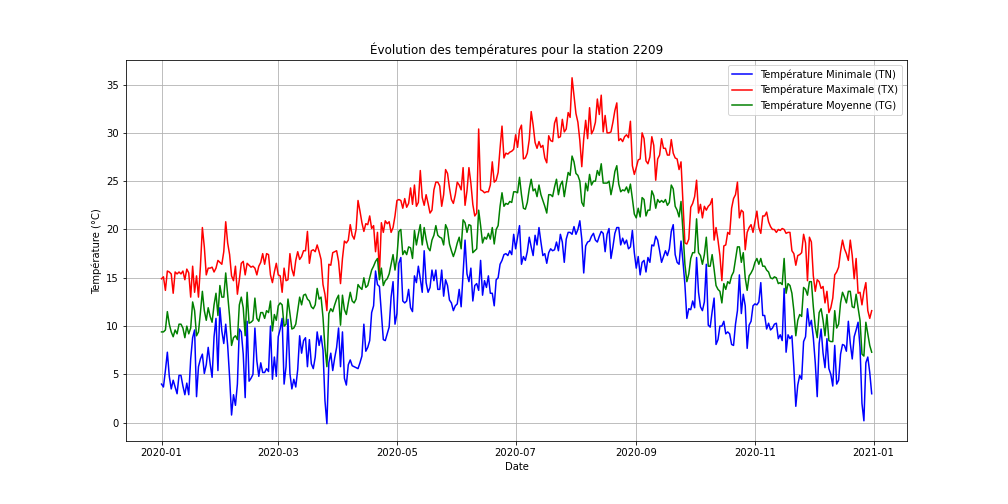 Évolution des températures pour la station 2209
Température Minimale (TN)
Température Maximale (TX)
Température Moyenne (TG)
Température (°C)
35
30
25
20
15
10
5
0
2020-01
2020-03
2020-05
2020-07
2020-09
2020-11
2021-01
Date